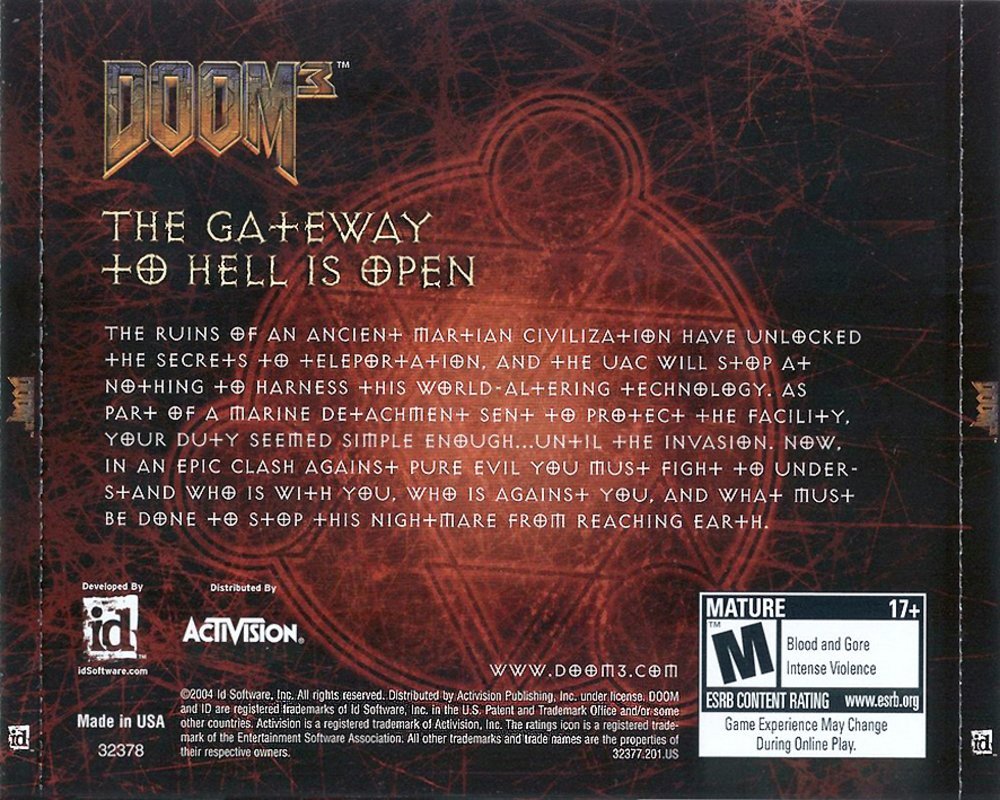 DOOM³™
THE GATEWAY
TO HELL IS OPEN
THE RUINS OF AN ANCIENT MARTIAN CIVILIZATION HAVE UNLOCKED
THE SECRETS TO TELEPORTATION, AND THE UAC WILL STOP AT
NOTHING TO HARNESS THIS WORLD-ALTERING TECHNOLOGY. AS
PART OF A MARINE DETACHMENT SENT TO PROTECT THE FACILITY,
YOUR DUTY SEEMED SIMPLE ENOUGH...UNTIL THE INVASION. NOW,
IN AN EPIC CLASH AGAINST PURE EVIL YOU MUST FIGHT TO UNDER-
STAND WHO IS WITH YOU, WHO IS AGAINST YOU, AND WHAT MUST
BE DONE TO STOP THIS NIGHTMARE FROM REACHING EARTH.
Developed By
id™
idSoftware.com
Distributed By
ACTIVISION®
WWW.DOOM3.COM
MATURE 17+
M™
Blood and Gore
Intense Violence
ESRB CONTENT RATING www.esrb.org
Game Experience May Change
During Online Play.
Made in USA
32378
©2004 Id Software, Inc. All rights reserved. Distributed by Activision Publishing, Inc. under license. DOOM
and ID are registered trademarks of Id Software, Inc. in the U.S. Patent and Trademark Office and/or some
other countries. Activision is a registered trademark of Activision, Inc. The ratings icon is a registered trade-
mark of the Entertainment Software Association. All other trademarks and trade names are the properties of
their respective owners.
32377.201.US
DOOM
id
DOOM
id